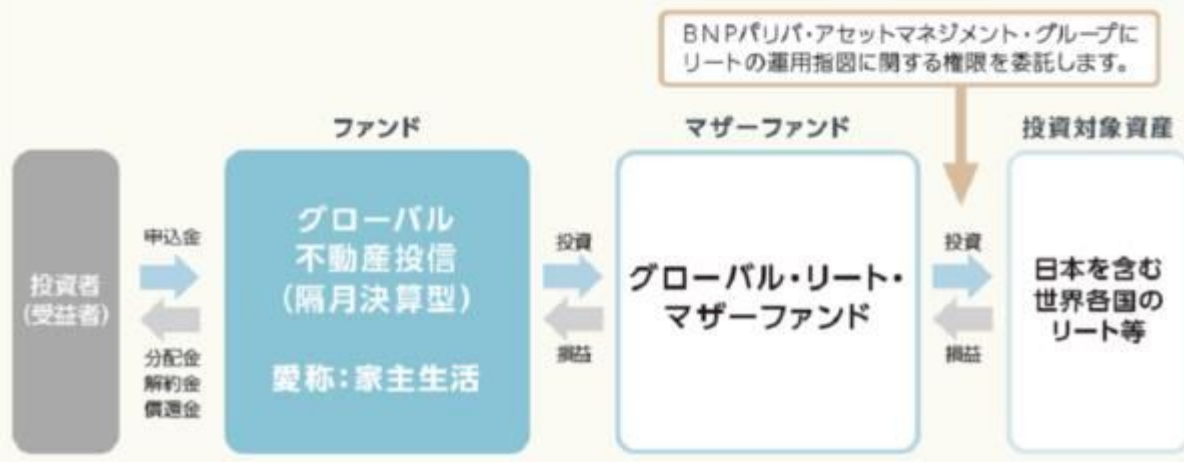 BNPパリバ・アセットマネジメント・グループに
リートの運用指図に関する権限を委託します。
ファンド
マザーファンド
投資対象資産
投資者
(受益者)
申込金
分配金
解約金
償還金
グローバル
不動産投信
(隔月決算型)
愛称:家主生活
投資
損益
グローバル・リート・
マザーファンド
投資
損益
日本を含む
世界各国の
リート等